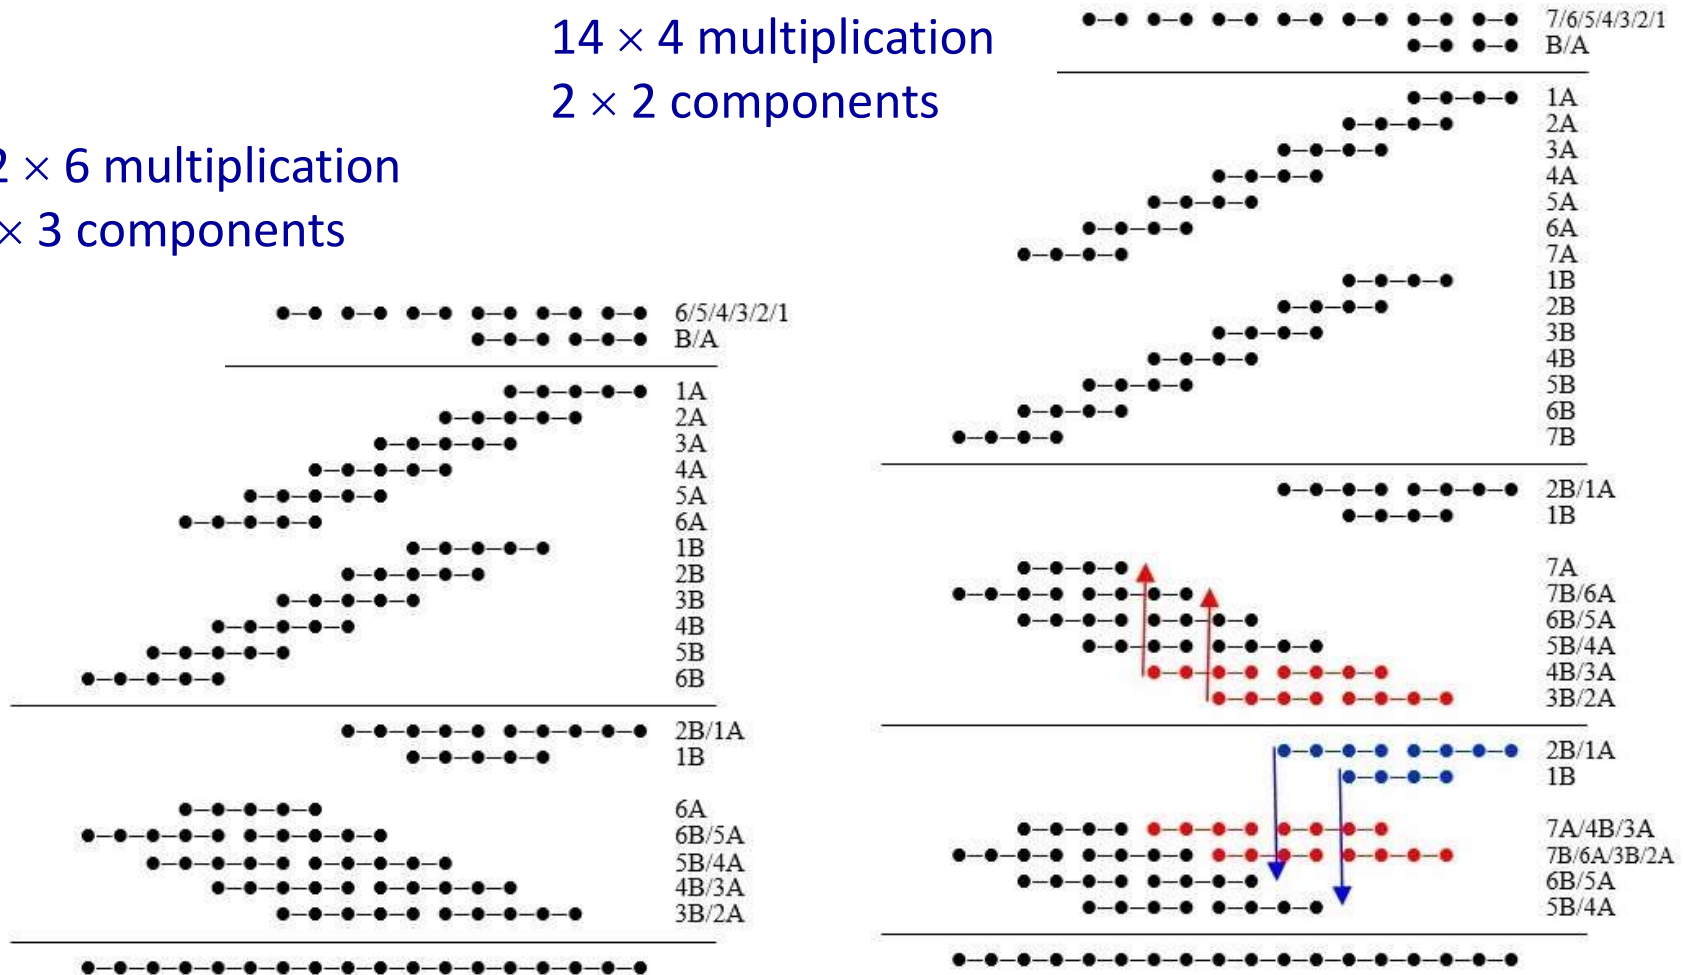 14 × 4 multiplication
2 × 2 components
2 × 6 multiplication
× 3 components
6/5/4/3/2/1
B/A
1A
2A
3A
4A
5A
6A
1B
2B
3B
4B
5B
6B
2B/1A
1B
6A
6B/5A
5B/4A
4B/3A
3B/2A
7/6/5/4/3/2/1
B/A
1A
2A
3A
4A
5A
6A
7A
1B
2B
3B
4B
5B
6B
7B
2B/1A
1B
7A
7B/6A
6B/5A
5B/4A
4B/3A
3B/2A
2B/1A
1B
7A/4B/3A
7B/6A/3B/2A
6B/5A
5B/4A